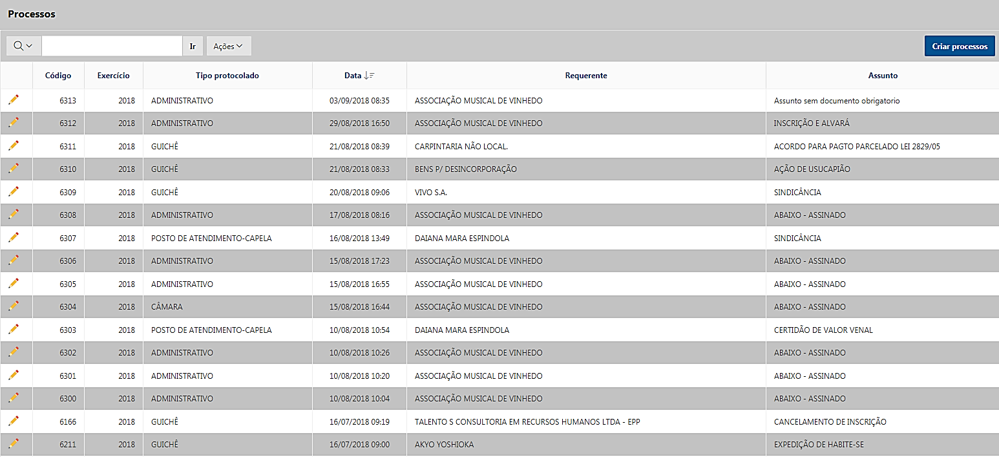 Processos
Ir Ações Criar processos
Código Exercício Tipo protocolado Data Requerente Assunto
6313 2018 ADMINISTRATIVO 03/09/2018 08:35 ASSOCIAÇÃO MUSICAL DE VINHEDO Assunto sem documento obrigatorio
6312 2018 ADMINISTRATIVO 29/08/2018 16:50 ASSOCIAÇÃO MUSICAL DE VINHEDO INSCRIÇÃO E ALVARÁ
6311 2018 GUICHÊ 21/08/2018 08:39 CARPINTARIA NÃO LOCAL. ACORDO PARA PAGTO PARCELADO LEI 2829/05
6310 2018 GUICHÊ 21/08/2018 08:33 BENS P/ DESINCORPORAÇÃO AÇÃO DE USUCAPIÃO
6309 2018 GUICHÊ 20/08/2018 09:06 VIVO S.A. SINDICÂNCIA
6308 2018 ADMINISTRATIVO 17/08/2018 08:16 ASSOCIAÇÃO MUSICAL DE VINHEDO ABAIXO - ASSINADO
6307 2018 POSTO DE ATENDIMENTO-CAPELA 16/08/2018 13:49 DAIANA MARA ESPINDOLA SINDICÂNCIA
6306 2018 ADMINISTRATIVO 15/08/2018 17:23 ASSOCIAÇÃO MUSICAL DE VINHEDO ABAIXO - ASSINADO
6305 2018 ADMINISTRATIVO 15/08/2018 16:55 ASSOCIAÇÃO MUSICAL DE VINHEDO ABAIXO - ASSINADO
6304 2018 CÂMARA 15/08/2018 16:44 ASSOCIAÇÃO MUSICAL DE VINHEDO ABAIXO - ASSINADO
6303 2018 POSTO DE ATENDIMENTO-CAPELA 10/08/2018 10:54 DAIANA MARA ESPINDOLA CERTIDÃO DE VALOR VENAL
6302 2018 ADMINISTRATIVO 10/08/2018 10:26 ASSOCIAÇÃO MUSICAL DE VINHEDO ABAIXO - ASSINADO
6301 2018 ADMINISTRATIVO 10/08/2018 10:20 ASSOCIAÇÃO MUSICAL DE VINHEDO ABAIXO - ASSINADO
6300 2018 ADMINISTRATIVO 10/08/2018 10:04 ASSOCIAÇÃO MUSICAL DE VINHEDO ABAIXO - ASSINADO
6166 2018 GUICHÊ 16/07/2018 09:19 TALENTO S CONSULTORIA EM RECURSOS HUMANOS LTDA - EPP CANCELAMENTO DE INSCRIÇÃO
6211 2018 GUICHÊ 16/07/2018 09:00 AKYO YOSHIOKA EXPEDIÇÃO DE HABITE-SE